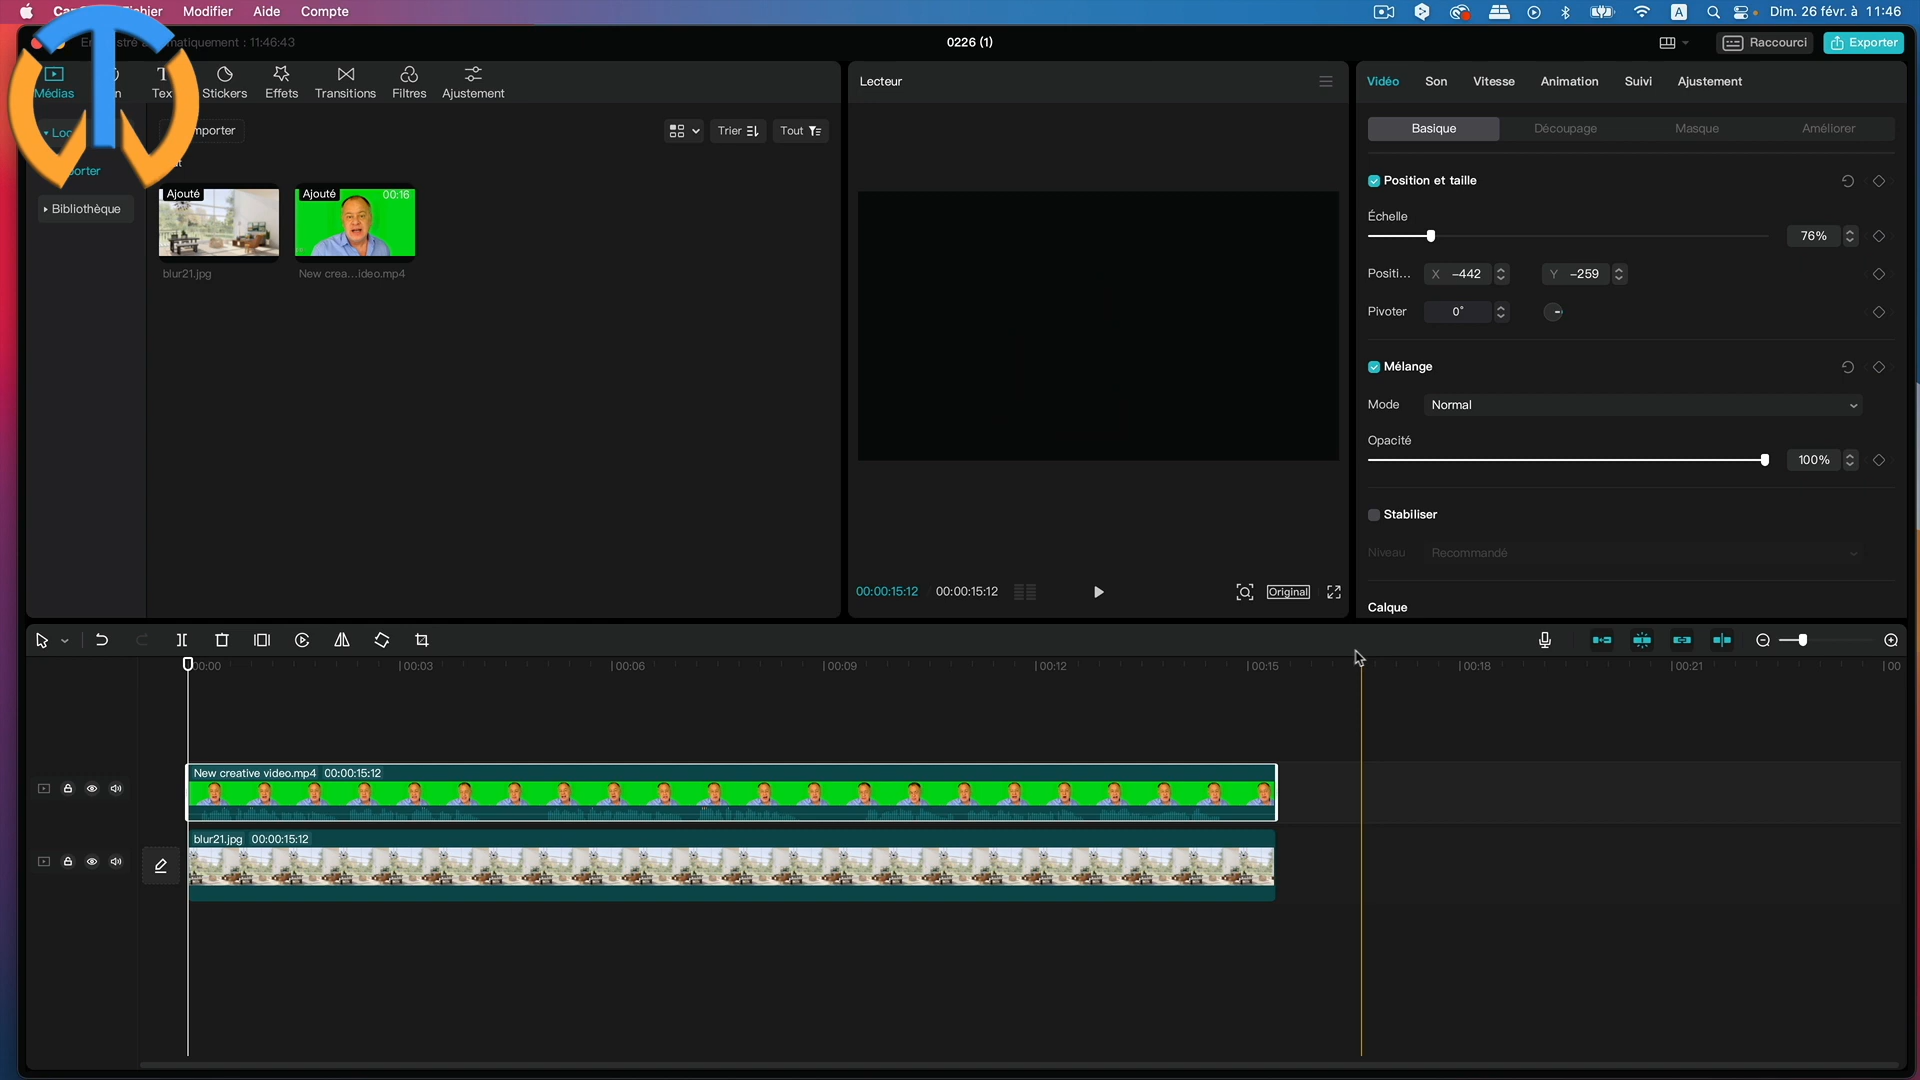 Modifier Aide Compte
A Dim. 26 févr. à 11:46
matiquement : 11:46:43
0226 (1)
Raccourci
Exporter
Médias
Stickers
Effets
Transitions
Filtres
Ajustement
Trier
Tout
Bibliothèque
Ajouté
Ajouté 00:16
blur21.jpg
New crea...ideo.mp4
Lecteur
00:00:15:12 00:00:15:12
Original
Vidéo Son Vitesse Animation Suivi Ajustement
Basique Découpage Masque Améliorer
Position et taille
Échelle
76%
Positi... X -442 Y -259
Pivoter 0°
Mélange
Mode Normal
Opacité
100%
Stabiliser
Niveau Recommandé
Calque
00:00 00:03 00:06 00:09 00:12 00:15 00:18 00:21 00
New creative video.mp4 00:00:15:12
blur21.jpg 00:00:15:12